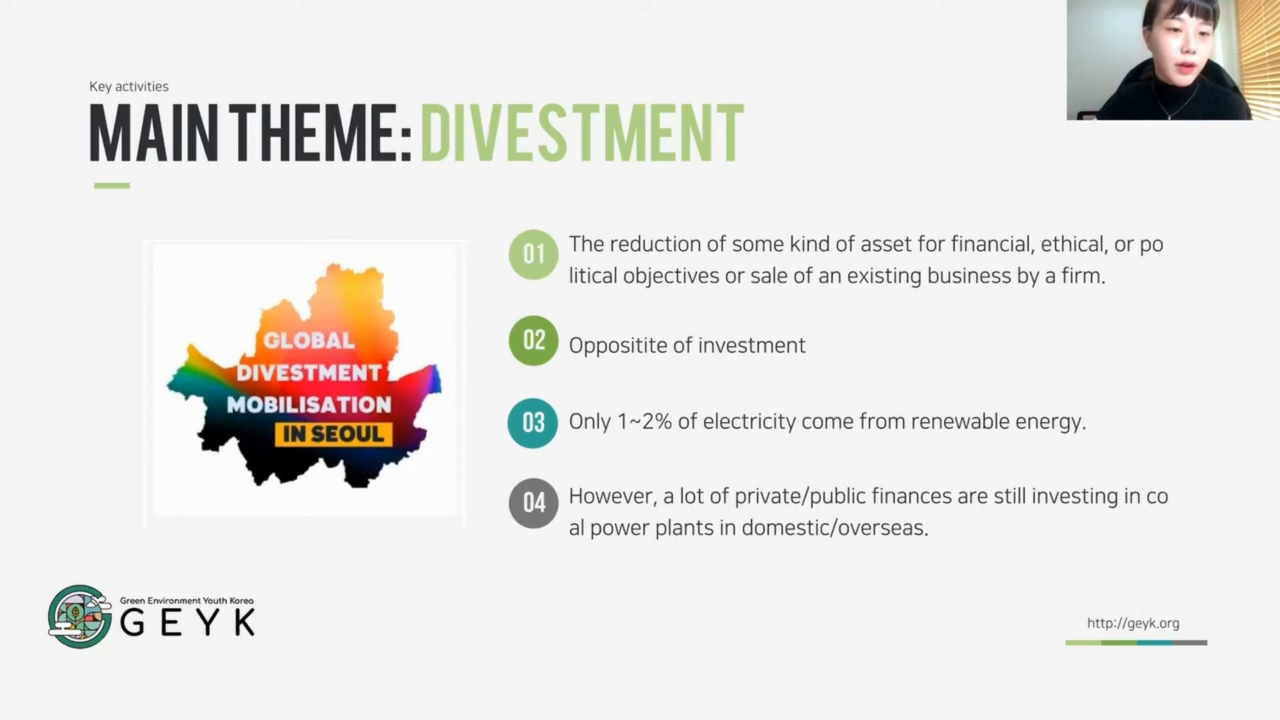 Key activities
MAIN THEME: DIVESTMENT
GLOBAL
DIVESTMENT
MOBILISATION
IN SEOUL
01
The reduction of some kind of asset for financial, ethical, or po
litical objectives or sale of an existing business by a firm.
02
Oppositite of investment
03
Only 1~2% of electricity come from renewable energy.
04
However, a lot of private/public finances are still investing in co
al power plants in domestic/overseas.
Green Environment Youth Korea
GEYK
http://geyk.org